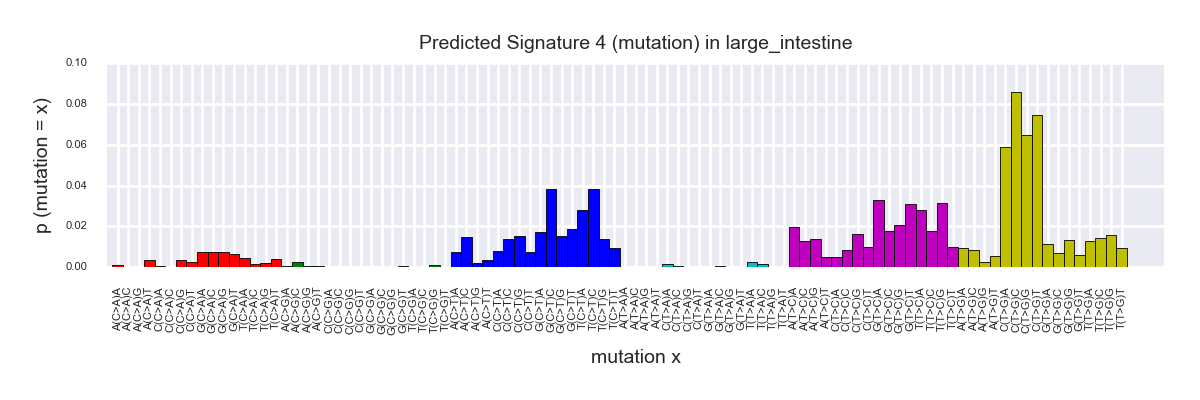 Predicted Signature 4 (mutation) in large_intestine
p (mutation = x)
0.10
0.08
0.06
0.04
0.02
0.00
A(C>A)A
A(C>A)C
A(C>A)G
A(C>A)T
C(C>A)A
C(C>A)C
C(C>A)G
C(C>A)T
G(C>A)A
G(C>A)C
G(C>A)G
G(C>A)T
T(C>A)A
T(C>A)C
T(C>A)G
T(C>A)T
A(C>G)A
A(C>G)C
A(C>G)G
A(C>G)T
C(C>G)A
C(C>G)C
C(C>G)G
C(C>G)T
G(C>G)A
G(C>G)C
G(C>G)G
G(C>G)T
T(C>G)A
T(C>G)C
T(C>G)G
T(C>G)T
A(C>T)A
A(C>T)C
A(C>T)G
A(C>T)T
C(C>T)A
C(C>T)C
C(C>T)G
C(C>T)T
G(C>T)A
G(C>T)C
G(C>T)G
G(C>T)T
T(C>T)A
T(C>T)C
T(C>T)G
T(C>T)T
A(T>A)A
A(T>A)C
A(T>A)G
A(T>A)T
C(T>A)A
C(T>A)C
C(T>A)G
C(T>A)T
G(T>A)A
G(T>A)C
G(T>A)G
G(T>A)T
T(T>A)A
T(T>A)C
T(T>A)G
T(T>A)T
A(T>C)A
A(T>C)C
A(T>C)G
A(T>C)T
C(T>C)A
C(T>C)C
C(T>C)G
C(T>C)T
G(T>C)A
G(T>C)C
G(T>C)G
G(T>C)T
T(T>C)A
T(T>C)C
T(T>C)G
T(T>C)T
A(T>G)A
A(T>G)C
A(T>G)G
A(T>G)T
C(T>G)A
C(T>G)C
C(T>G)G
C(T>G)T
G(T>G)A
G(T>G)C
G(T>G)G
G(T>G)T
T(T>G)A
T(T>G)C
T(T>G)G
T(T>G)T
mutation x